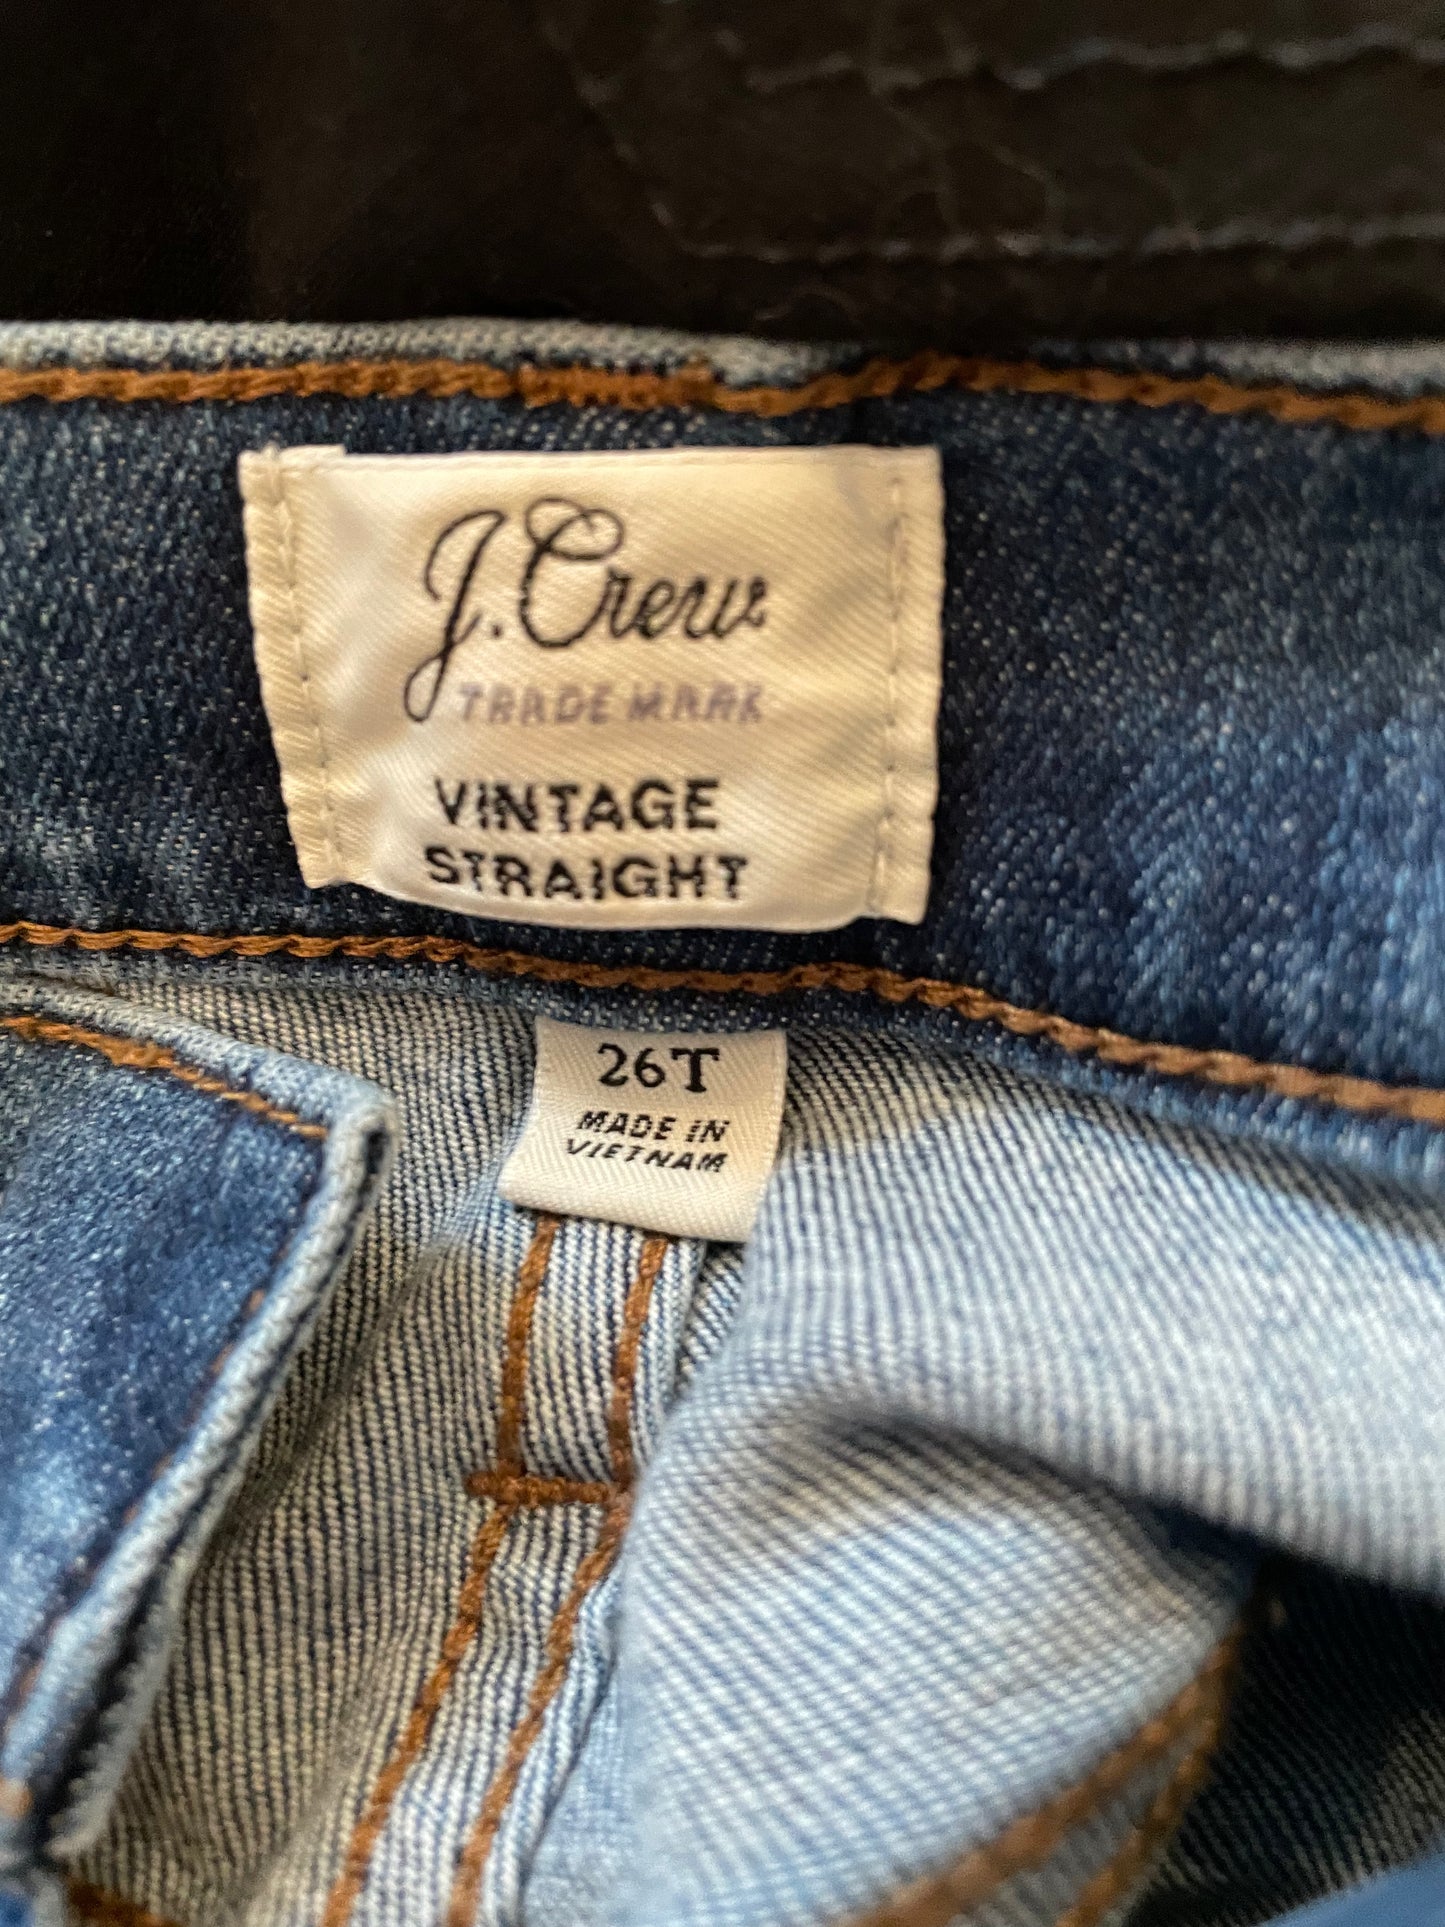 J.Crew
TRADE MARK
VINTAGE
STRAIGHT
26T
MADE IN
VIETNAM